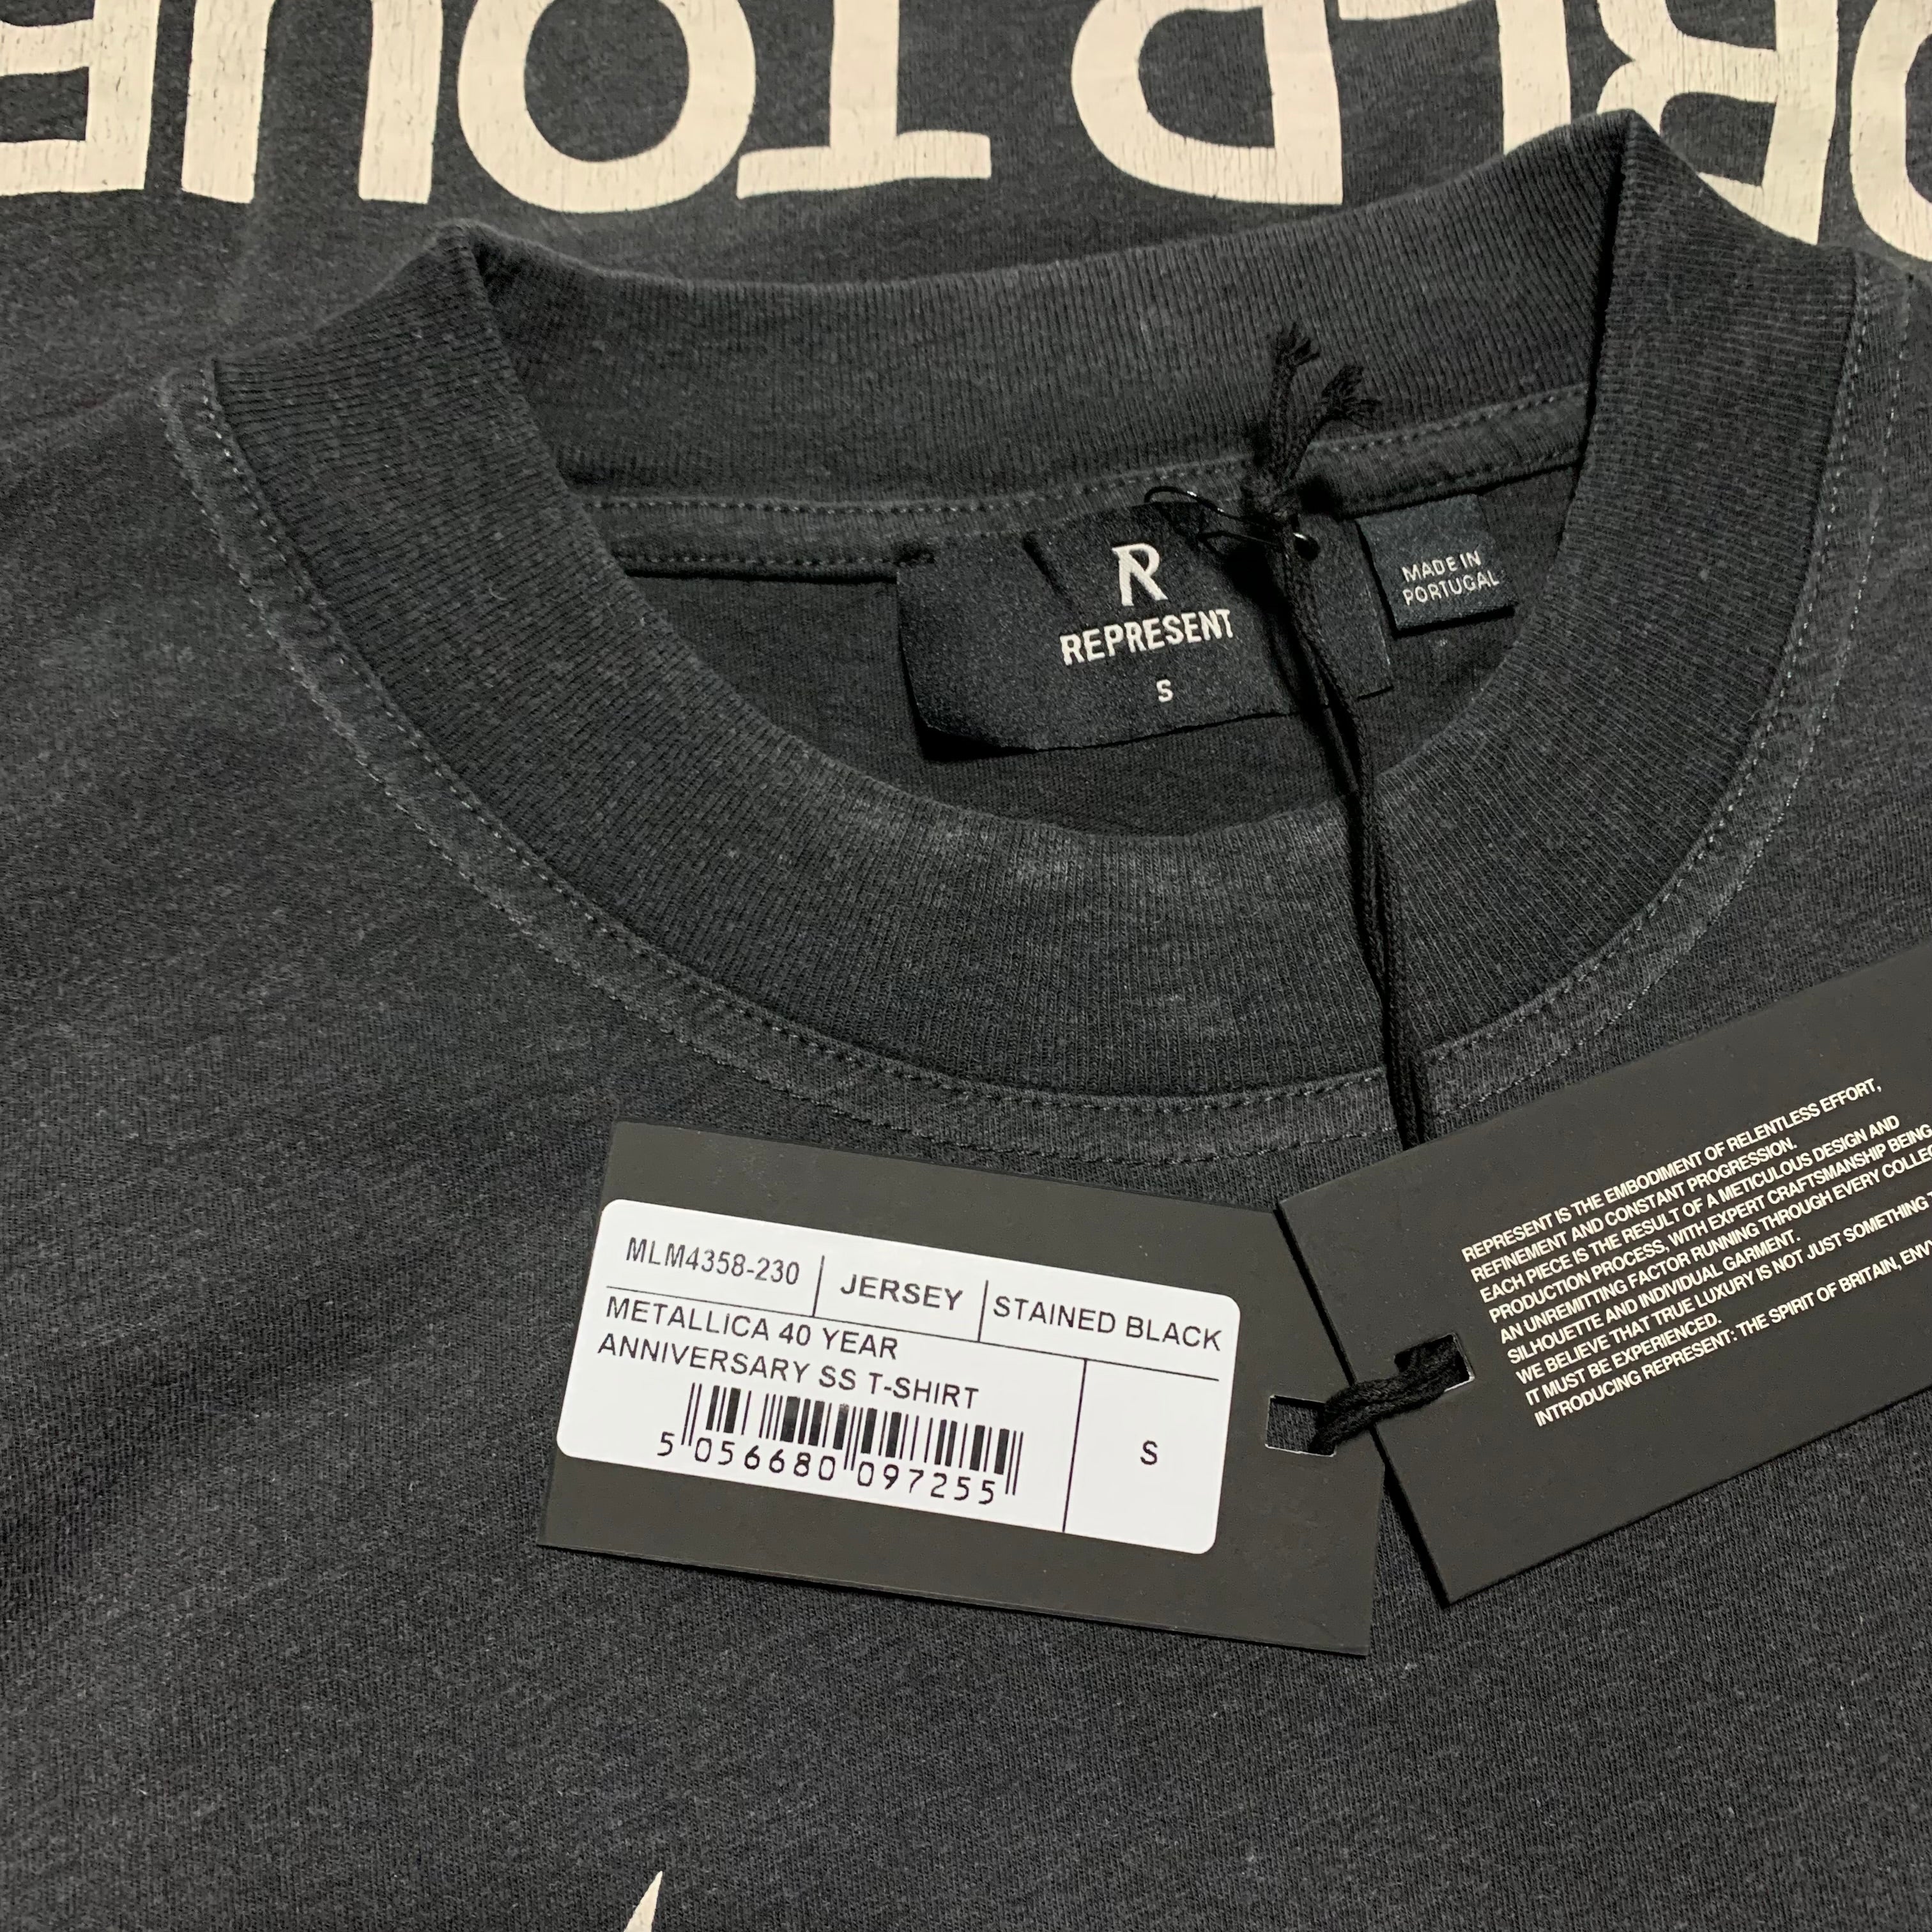 WORLD TOUR
R
REPRESENT
S
MADE IN
PORTUGAL
MLM4358-230
JERSEY
STAINED BLACK
METALLICA 40 YEAR
ANNIVERSARY SS T-SHIRT
S
5 056680 097255
REPRESENT IS THE EMBODIMENT OF RELENTLESS EFFORT,
REFINEMENT AND CONSTANT PROGRESSION.
EACH PIECE IS THE RESULT OF A METICULOUS DESIGN AND
PRODUCTION PROCESS, WITH EXPERT CRAFTSMANSHIP BEING
AN UNREMITTING FACTOR RUNNING THROUGH EVERY
SILHOUETTE AND INDIVIDUAL GARMENT.
WE BELIEVE THAT TRUE LUXURY IS NOT JUST SOMETHING
IT MUST BE EXPERIENCED.
INTRODUCING REPRESENT: THE SPIRIT OF BRITAIN,